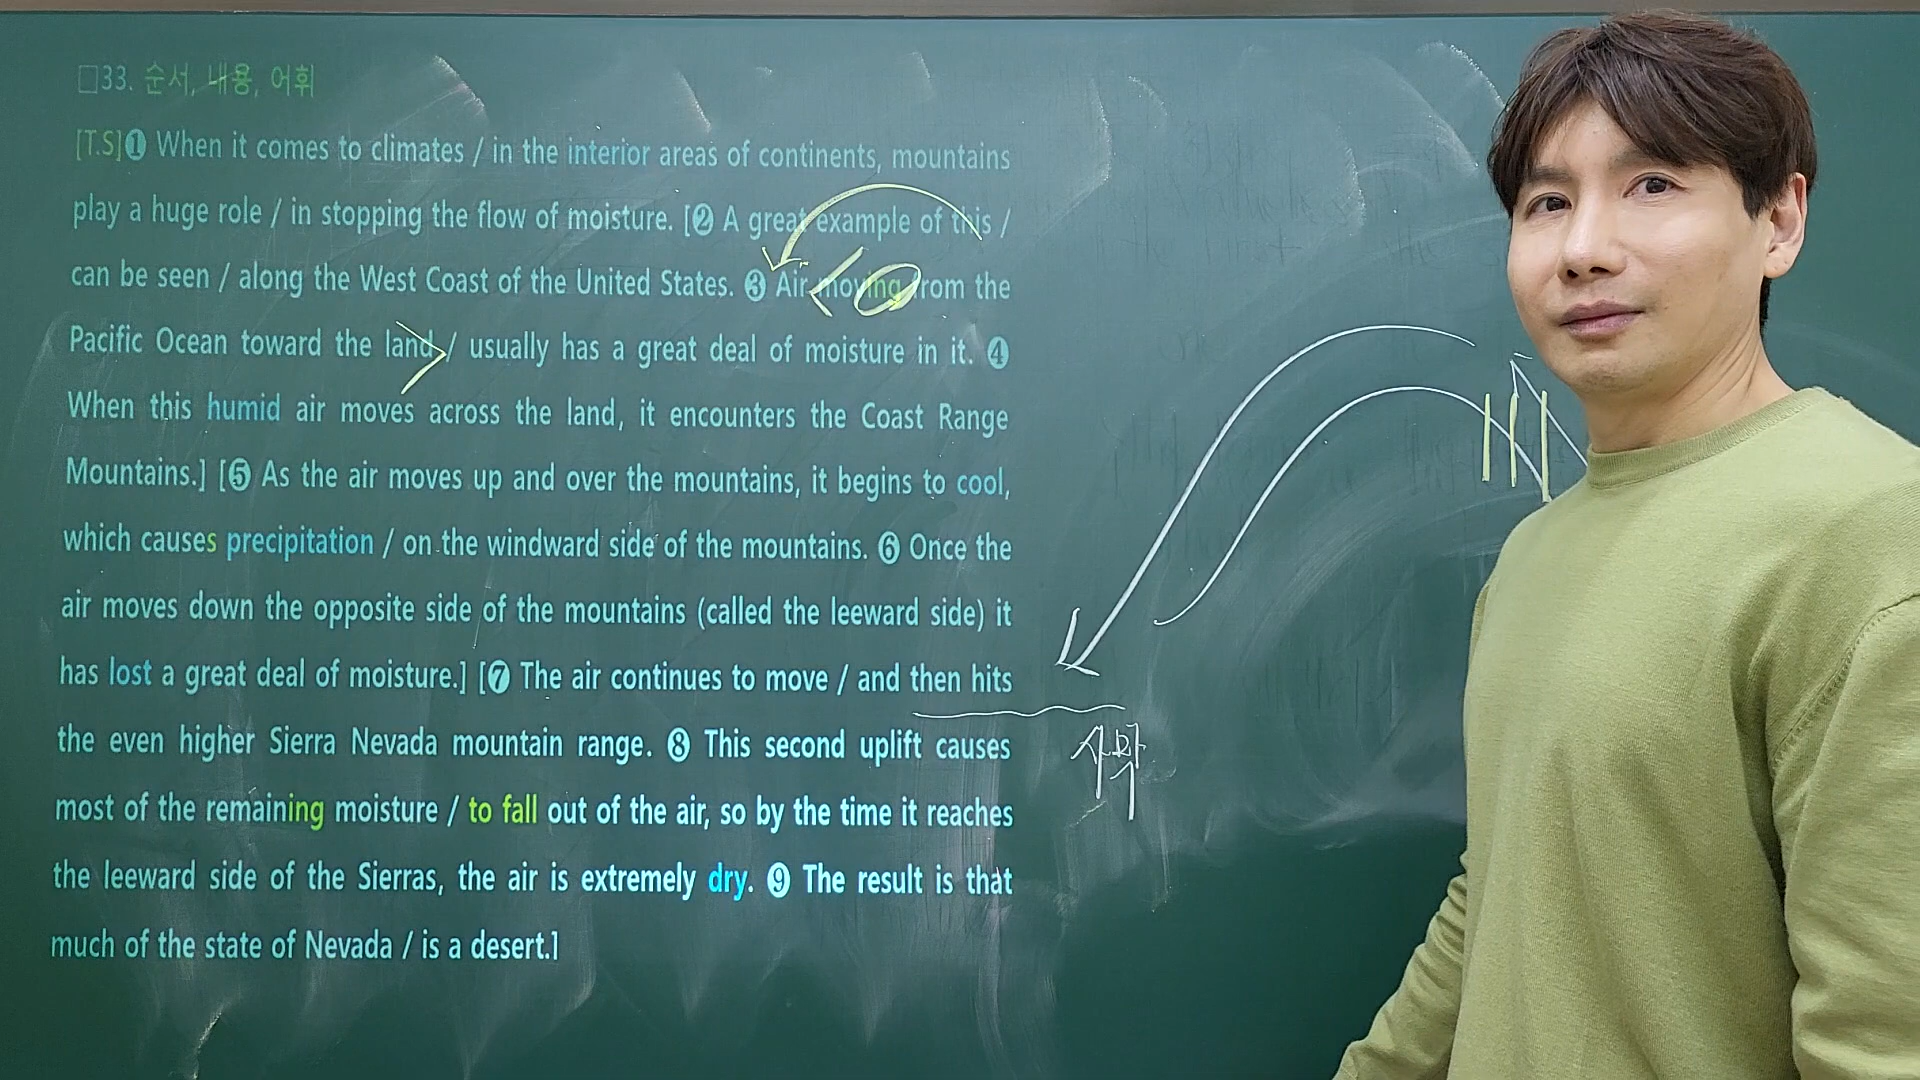 □33. 순서, 내용, 어휘
[T.S]❶ When it comes to climates / in the interior areas of continents, mountains
play a huge role / in stopping the flow of moisture. [❷ A great example of this /
can be seen / along the West Coast of the United States. ❸ Air moving from the
Pacific Ocean toward the land / usually has a great deal of moisture in it. ❹
When this humid air moves across the land, it encounters the Coast Range
Mountains.] [❺ As the air moves up and over the mountains, it begins to cool,
which causes precipitation / on the windward side of the mountains. ❻ Once the
air moves down the opposite side of the mountains (called the leeward side) it
has lost a great deal of moisture.] [❼ The air continues to move / and then hits
the even higher Sierra Nevada mountain range. ❽ This second uplift causes
most of the remaining moisture / to fall out of the air, so by the time it reaches
the leeward side of the Sierras, the air is extremely dry. ❾ The result is that
much of the state of Nevada / is a desert.]